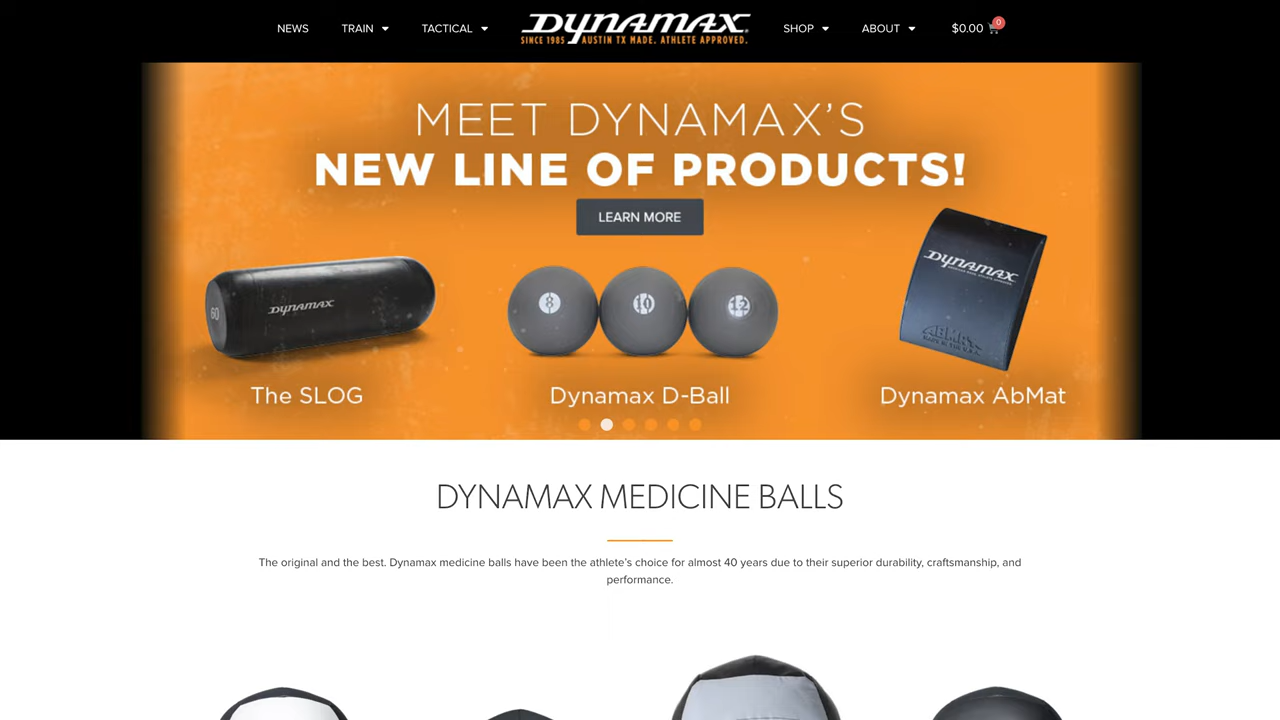 NEWS
TRAIN
TACTICAL
DYNAMAX
SINCE 1985 AUSTIN TX MADE. ATHLETE APPROVED.
SHOP
ABOUT
$0.00
0
MEET DYNAMAX'S
NEW LINE OF PRODUCTS!
LEARN MORE
60
DYNAMAX
8
10
12
DYNAMAX
ABMAT
The SLOG
Dynamax D-Ball
Dynamax AbMat
DYNAMAX MEDICINE BALLS
The original and the best. Dynamax medicine balls have been the athlete’s choice for almost 40 years due to their superior durability, craftsmanship, and
performance.